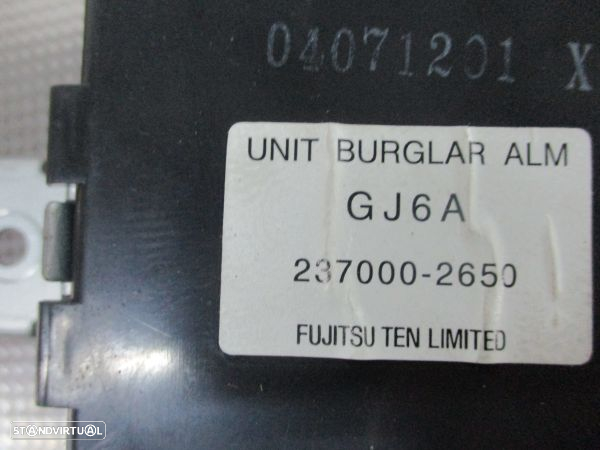 04071201 X
UNIT BURGLAR ALM
GJ6A
237000-2650
FUJITSU TEN LIMITED
STANDVIRTUAL